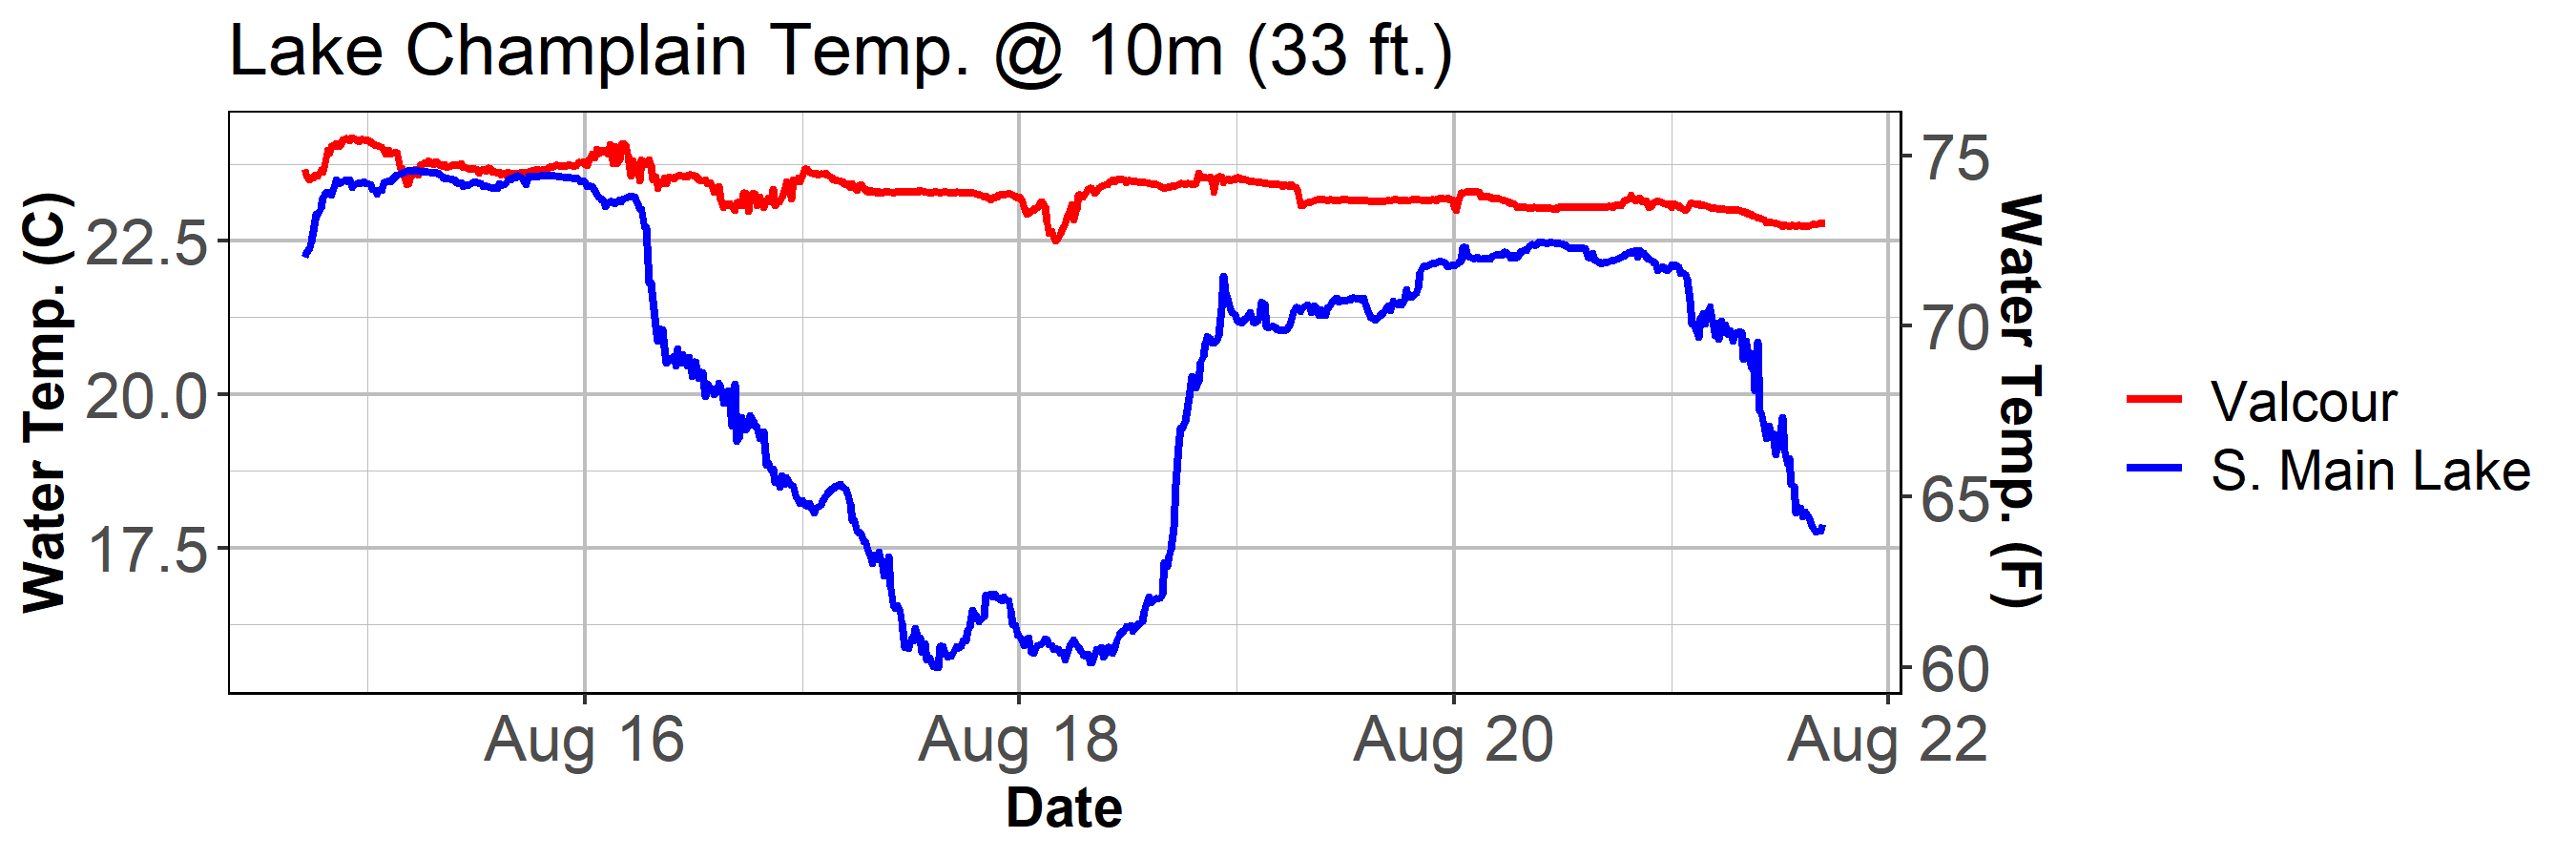 Lake Champlain Temp. @ 10m (33 ft.)
Water Temp. (C)
22.5
20.0
17.5
75
70
65
60
Water Temp. (F)
Aug 16
Aug 18
Aug 20
Aug 22
Date
Valcour
S. Main Lake